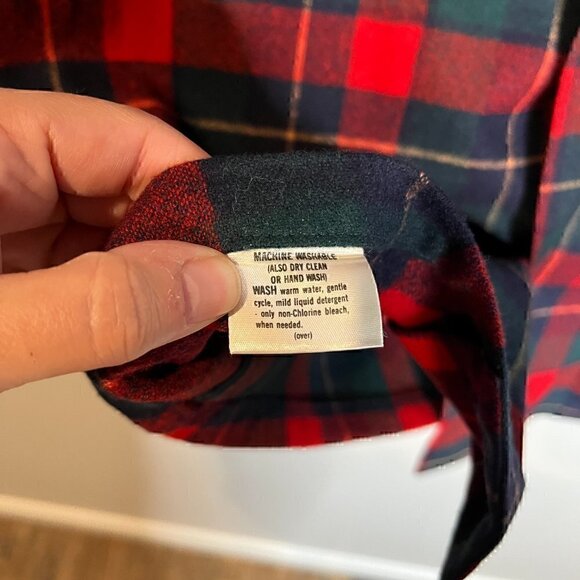 MACHINE WASHABLE
(ALSO DRY CLEAN
OR HAND WASH)
WASH warm water, gentle
cycle, mild liquid detergent
- only non-Chlorine bleach,
when needed.
(over)